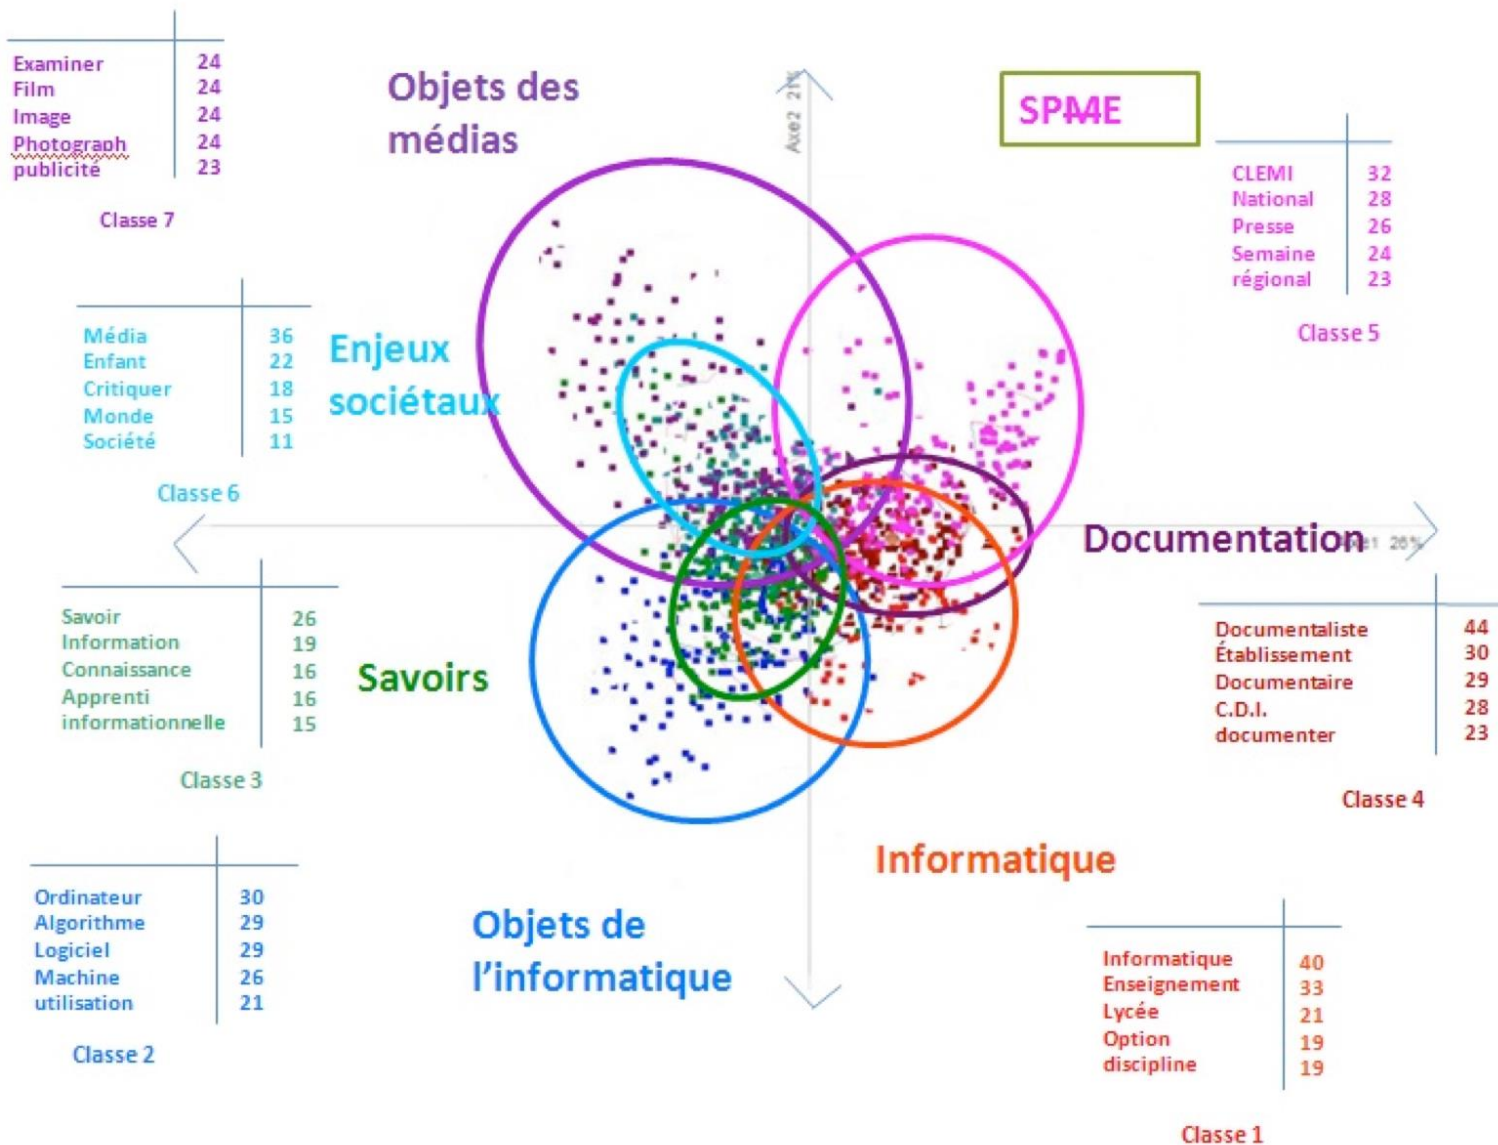 Examiner 24
Film 24
Image 24
Photograph 24
publicité 23
Classe 7
Objets des
médias
Axe2 21%
SPME
CLEMI 32
National 28
Presse 26
Semaine 24
régional 23
Classe 5
Média 36
Enfant 22
Critiquer 18
Monde 15
Société 11
Classe 6
Enjeux
sociétaux
Documentation
Axe1 26%
Savoir 26
Information 19
Connaissance 16
Apprenti 16
informationnelle 15
Classe 3
Savoirs
Documentaliste 44
Établissement 30
Documentaire 29
C.D.I. 28
documenter 23
Classe 4
Ordinateur 30
Algorithme 29
Logiciel 29
Machine 26
utilisation 21
Classe 2
Objets de
l'informatique
Informatique
Informatique 40
Enseignement 33
Lycée 21
Option 19
discipline 19
Classe 1